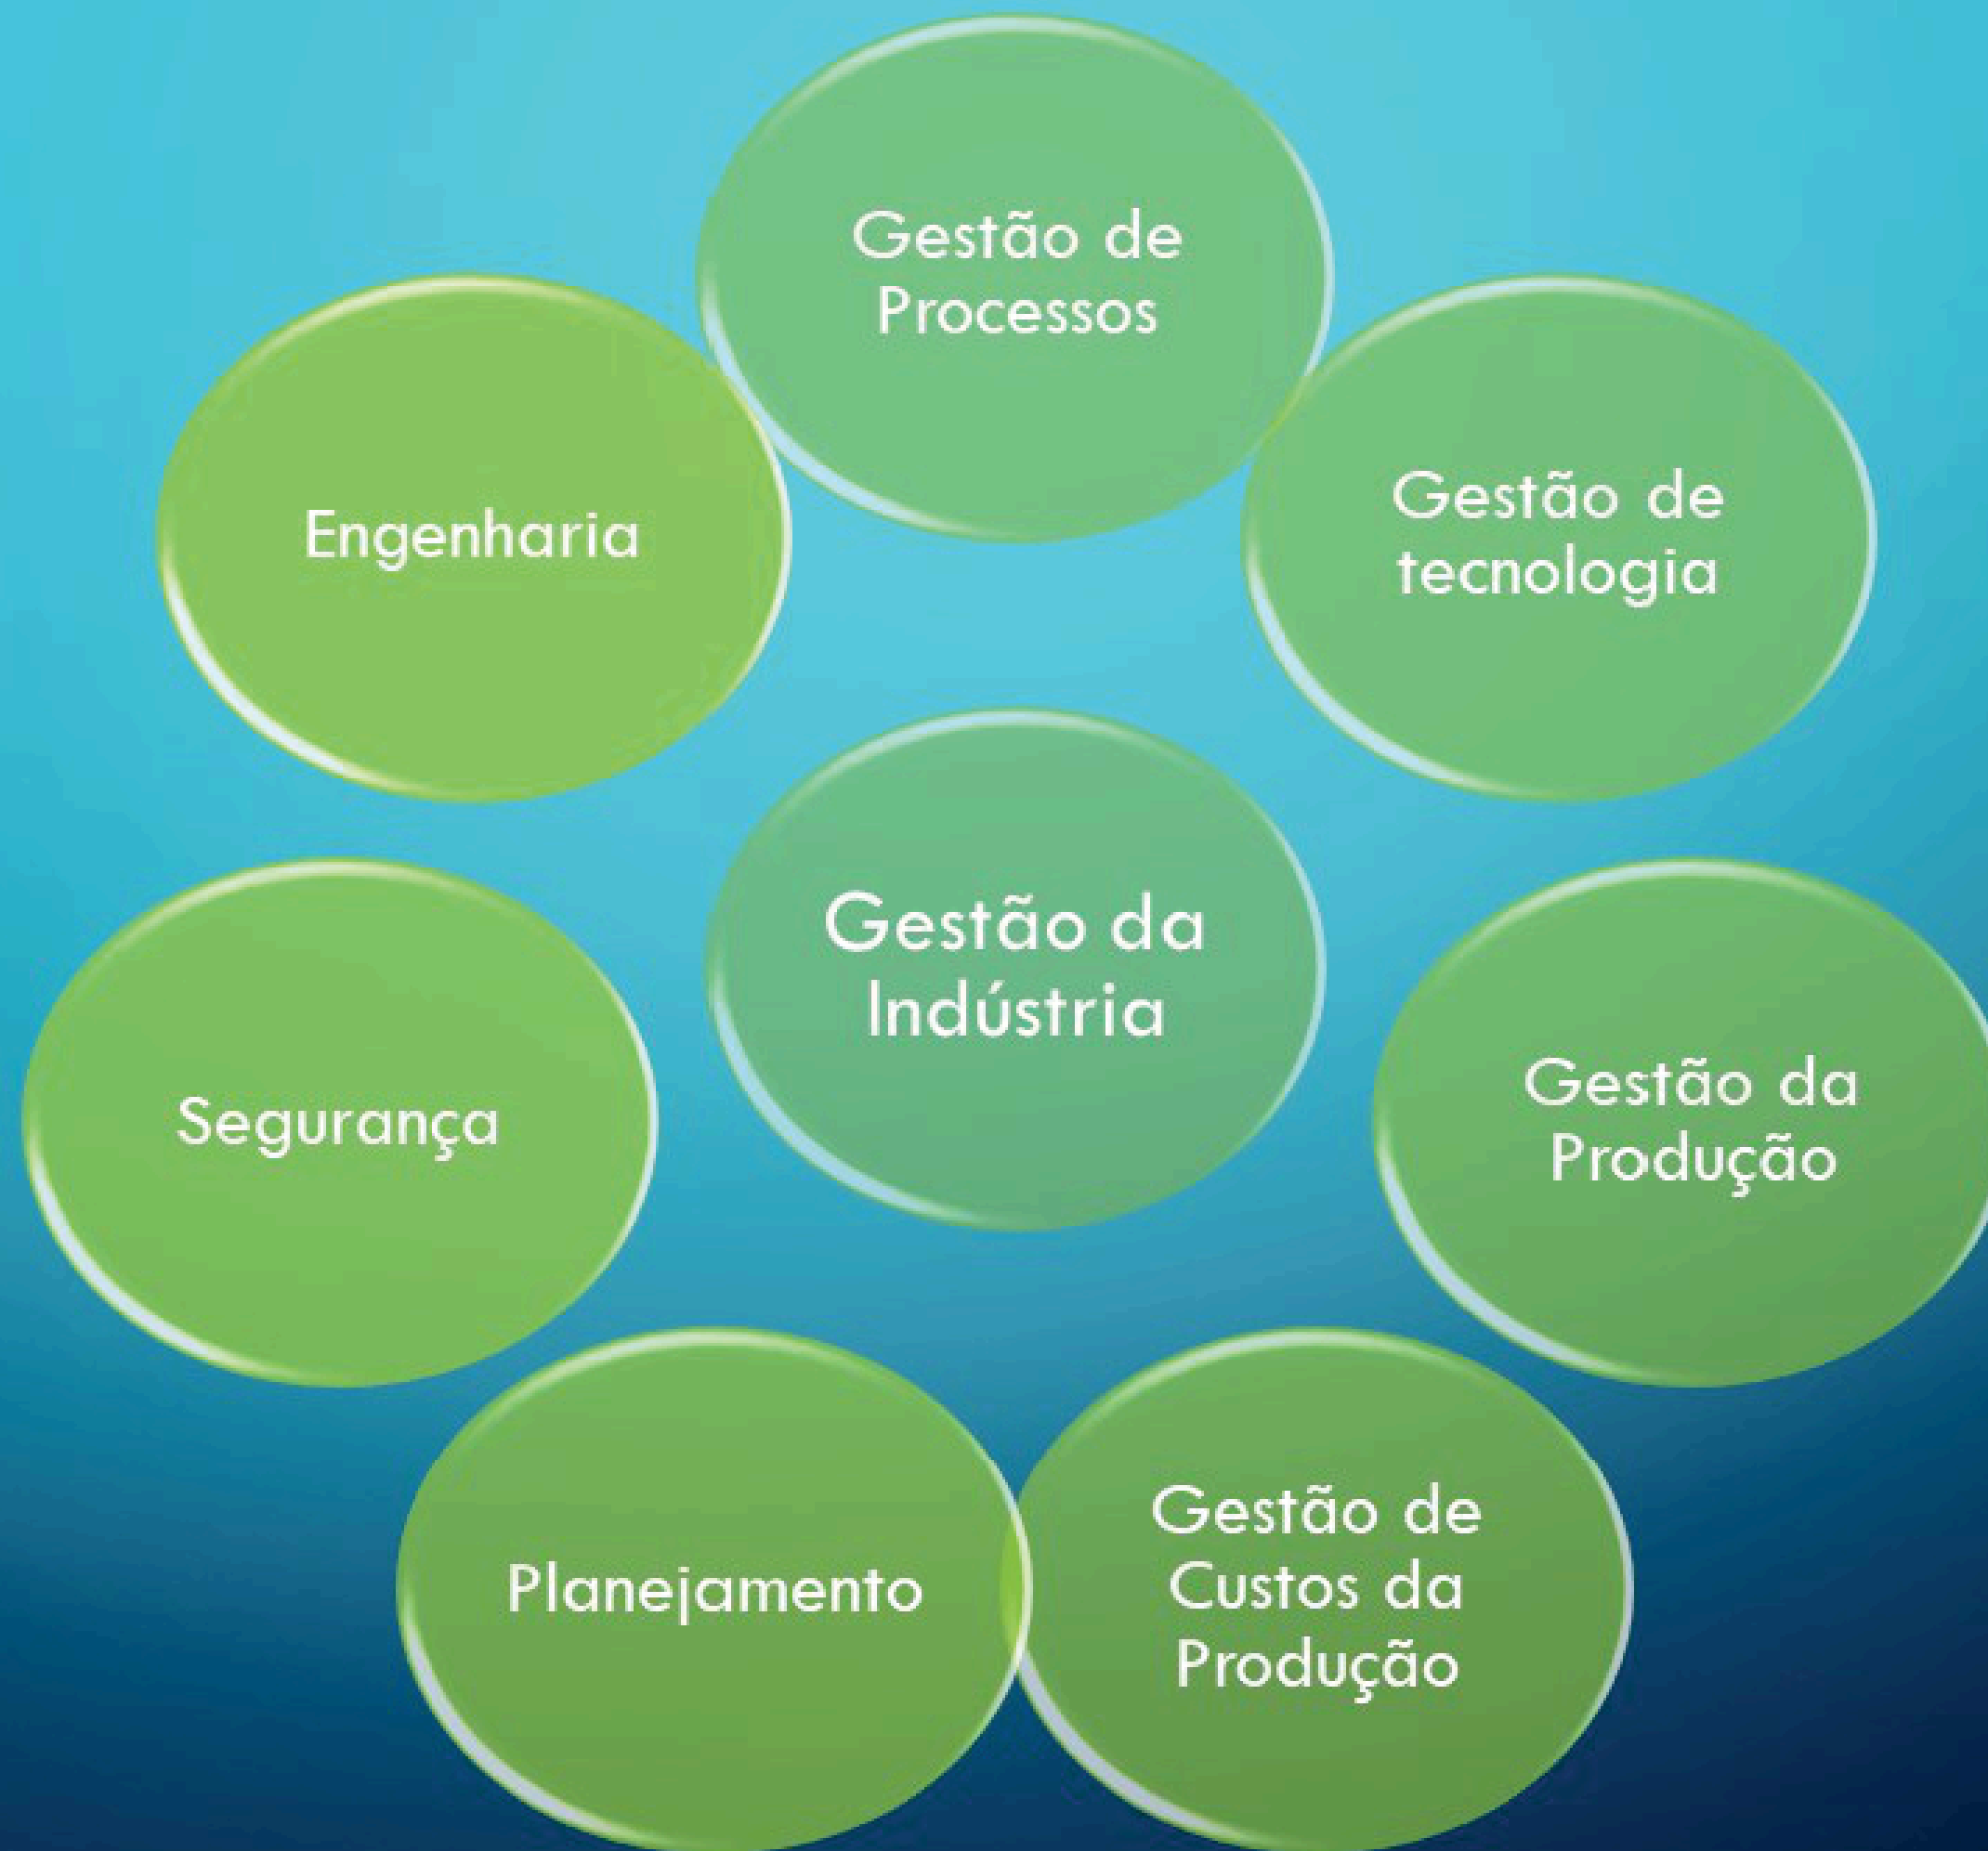 Gestão de
Processos
Gestão de
tecnologia
Engenharia
Gestão da
Indústria
Gestão da
Produção
Segurança
Gestão de
Custos da
Produção
Planejamento